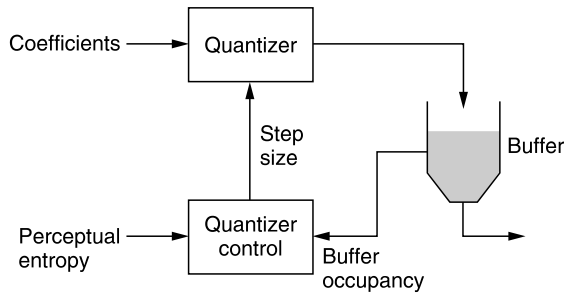 Coefficients
Quantizer
Step
size
Buffer
Perceptual
entropy
Quantizer
control
Buffer
occupancy